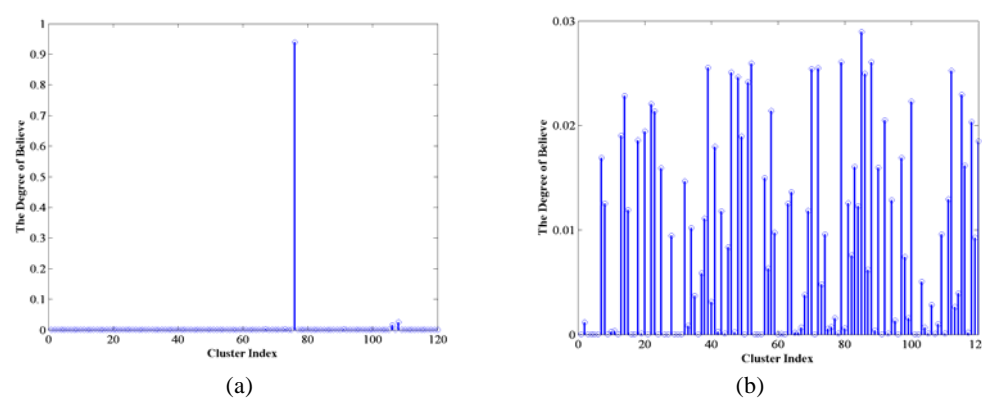 1
0.9
0.8
0.7
0.6
0.5
0.4
0.3
0.2
0.1
0
The Degree of Believe
0 20 40 60 80 100 120
Cluster Index
(a)
0.03
0.02
0.01
0
The Degree of Believe
0 20 40 60 80 100 12
Cluster Index
(b)